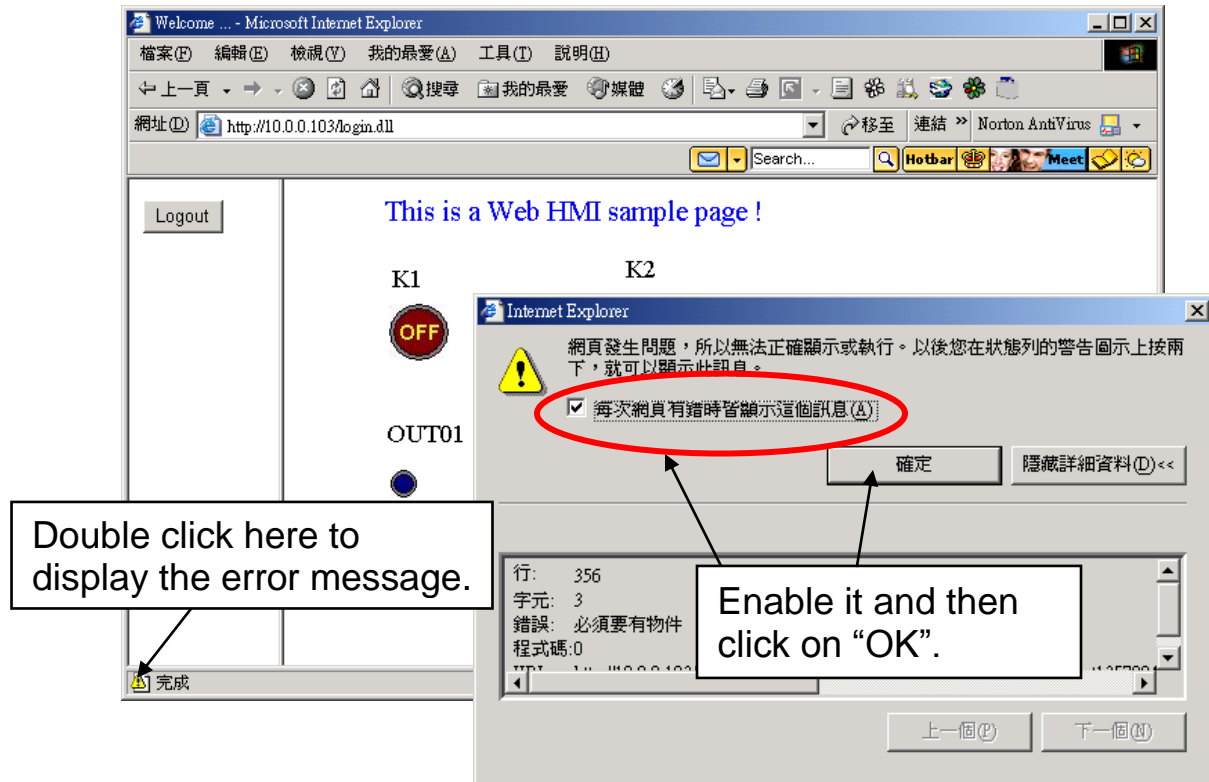 Welcome ... - Microsoft Internet Explorer
檔案(F) 編輯(E) 檢視(V) 我的最愛(A) 工具(T) 說明(H)
上一頁 搜尋 我的最愛 媒體
網址(D) http://10.0.0.103/login.dll 移至 連結 » Norton AntiVirus
Search... Hotbar Meet
Logout
This is a Web HMI sample page !
K1
K2
OFF
OUT01
Internet Explorer
網頁發生問題，所以無法正確顯示或執行。以後您在狀態列的警告圖示上按兩
下，就可以顯示此訊息。
每次網頁有錯時皆顯示這個訊息(A)
確定 隱藏詳細資料(D)<<
Double click here to
display the error message.
行: 356
字元: 3
錯誤: 必須要有物件
程式碼:0
Enable it and then
click on “OK”.
完成
上一個(P) 下一個(N)